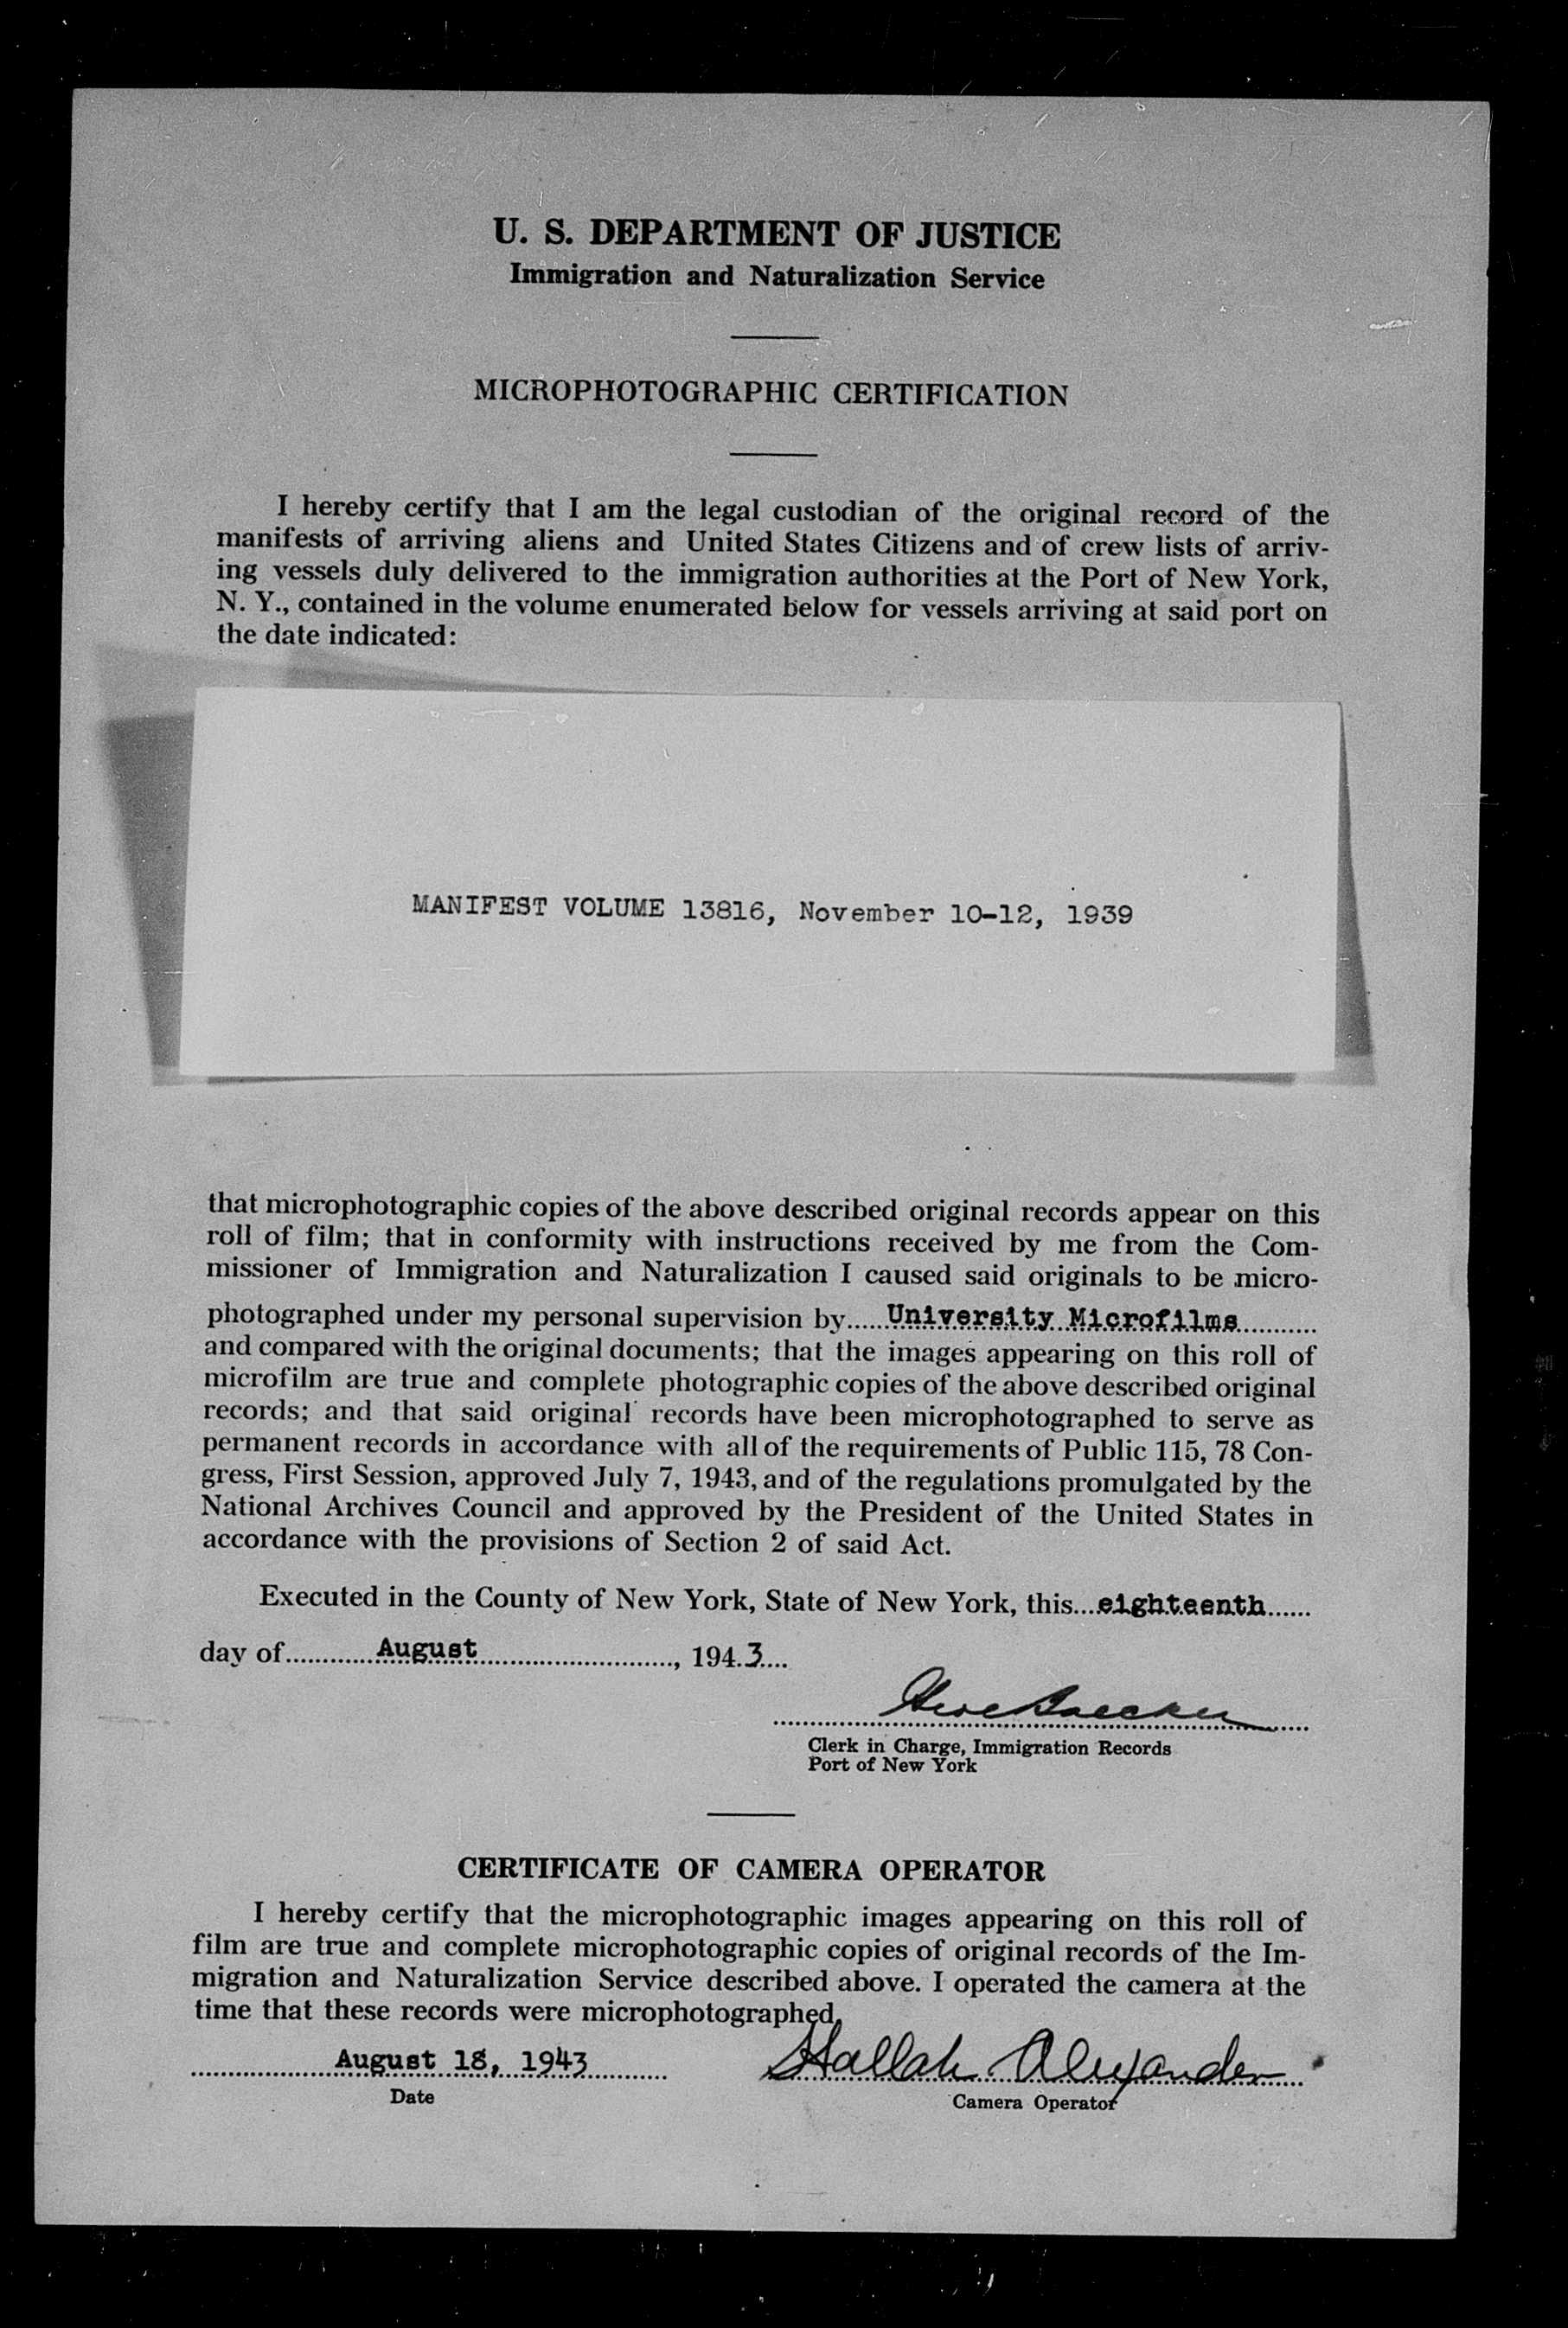 U. S. DEPARTMENT OF JUSTICE
Immigration and Naturalization Service
MICROPHOTOGRAPHIC CERTIFICATION
I hereby certify that I am the legal custodian of the original record of the
manifests of arriving aliens and United States Citizens and of crew lists of arriv-
ing vessels duly delivered to the immigration authorities at the Port of New York,
N. Y., contained in the volume enumerated below for vessels arriving at said port on
the date indicated:
MANIFEST VOLUME 13816, November 10-12, 1939
that microphotographic copies of the above described original records appear on this
roll of film; that in conformity with instructions received by me from the Com-
missioner of Immigration and Naturalization I caused said originals to be micro-
photographed under my personal supervision by......University Microfilms............
and compared with the original documents; that the images appearing on this roll of
microfilm are true and complete photographic copies of the above described original
records; and that said original records have been microphotographed to serve as
permanent records in accordance with all of the requirements of Public 115, 78 Con-
gress, First Session, approved July 7, 1943, and of the regulations promulgated by the
National Archives Council and approved by the President of the United States in
accordance with the provisions of Section 2 of said Act.
Executed in the County of New York, State of New York, this....eighteenth......
day of.............August............................, 194.3....
Clerk in Charge, Immigration Records
Port of New York
CERTIFICATE OF CAMERA OPERATOR
I hereby certify that the microphotographic images appearing on this roll of
film are true and complete microphotographic copies of original records of the Im-
migration and Naturalization Service described above. I operated the camera at the
time that these records were microphotographed.
August 18, 1943 Hallah Alexander
Date
Camera Operator